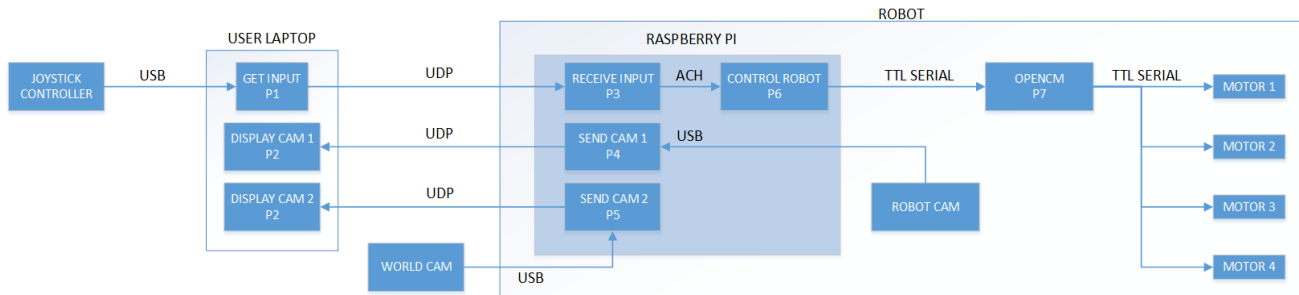 ROBOT
USER LAPTOP
RASPBERRY PI
JOYSTICK
CONTROLLER
USB
GET INPUT
P1
UDP
RECEIVE INPUT
P3
ACH
CONTROL ROBOT
P6
TTL SERIAL
OPENCM
P7
TTL SERIAL
MOTOR 1
DISPLAY CAM 1
P2
UDP
SEND CAM 1
P4
USB
MOTOR 2
DISPLAY CAM 2
P2
UDP
SEND CAM 2
P5
ROBOT CAM
MOTOR 3
WORLD CAM
USB
MOTOR 4